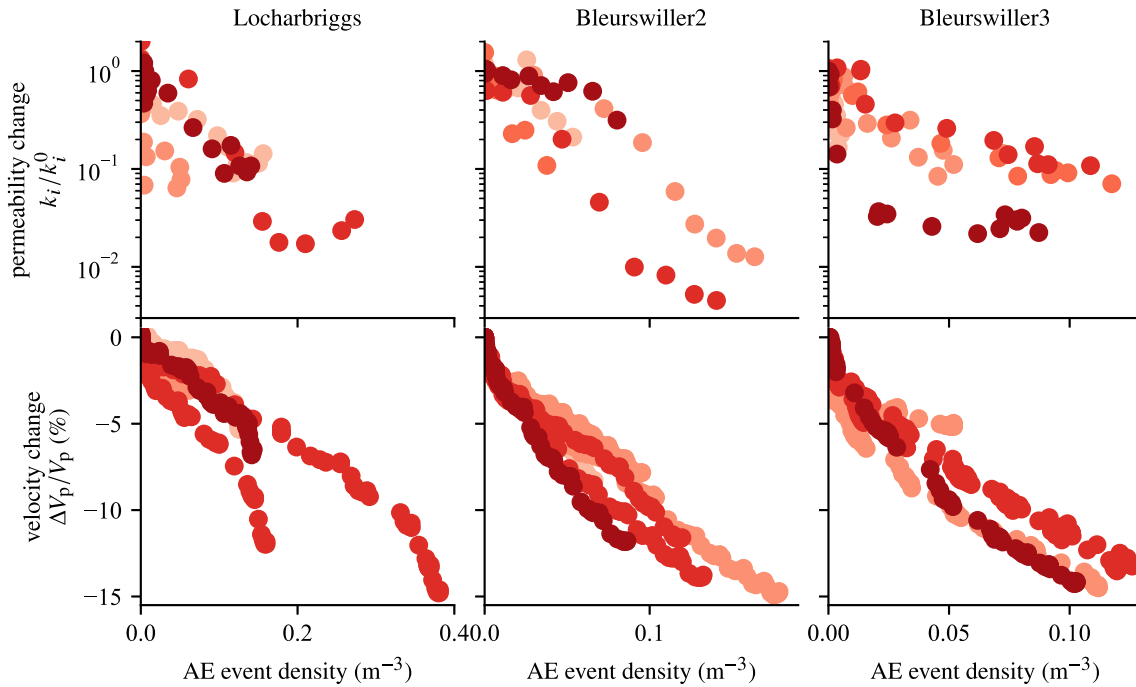 Locharbriggs
Bleurswiller2
Bleurswiller3
permeability change
k_i/k_i^0
10^0
10^−1
10^−2
velocity change
ΔV_p/V_p (%)
0
−5
−10
−15
0.0 0.2 0.4
0.0 0.1
0.00 0.05 0.10
AE event density (m^−3)
AE event density (m^−3)
AE event density (m^−3)